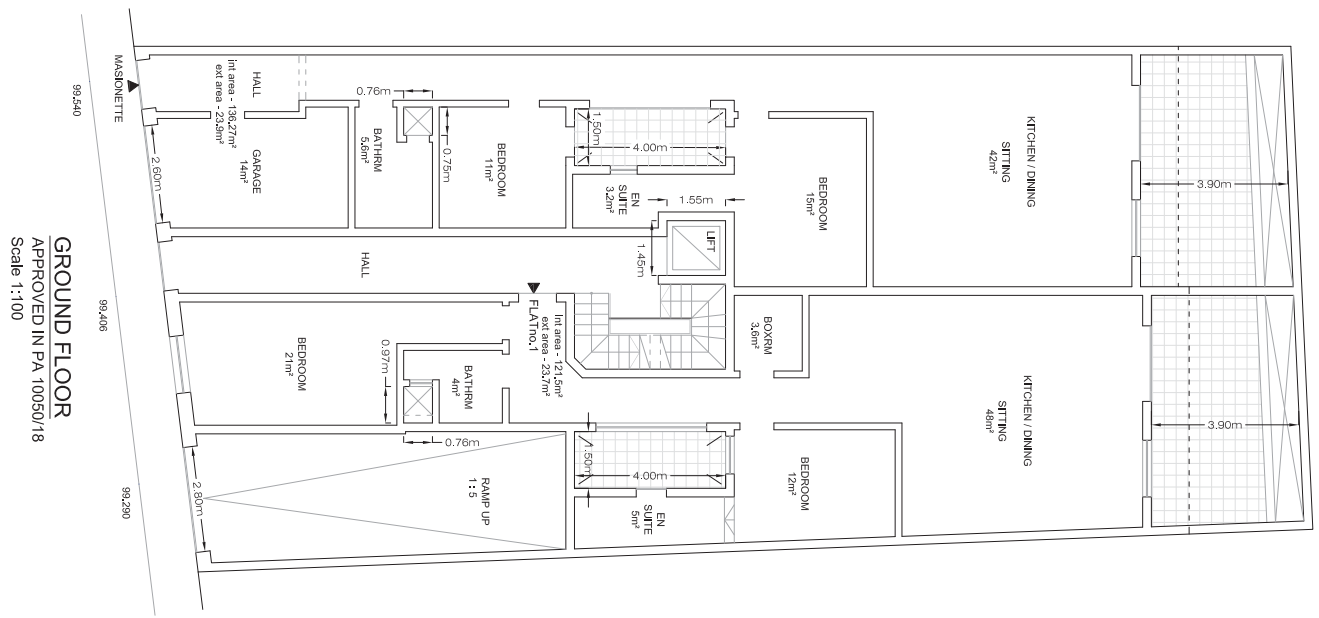 MASIONETTE
99.540
99.406
99.290
GROUND FLOOR
APPROVED IN PA 10050/18
Scale 1:100
HALL
int area - 136.27m²
ext area - 23.9m²
GARAGE
14m²
2.60m
BATHRM
5.6m²
0.76m
0.75m
BEDROOM
11m²
1.50m
4.00m
EN
SUITE
3.2m²
1.55m
LIFT
1.45m
BEDROOM
15m²
KITCHEN / DINING
SITTING
42m²
3.90m
HALL
FLATno.1
Int area - 121.5m²
ext area - 23.7m²
BEDROOM
21m²
0.97m
BATHRM
4m²
0.76m
BOXRM
3.6m²
KITCHEN / DINING
SITTING
48m²
3.90m
2.80m
RAMP UP
1:5
1.50m
4.00m
EN
SUITE
5m²
BEDROOM
12m²